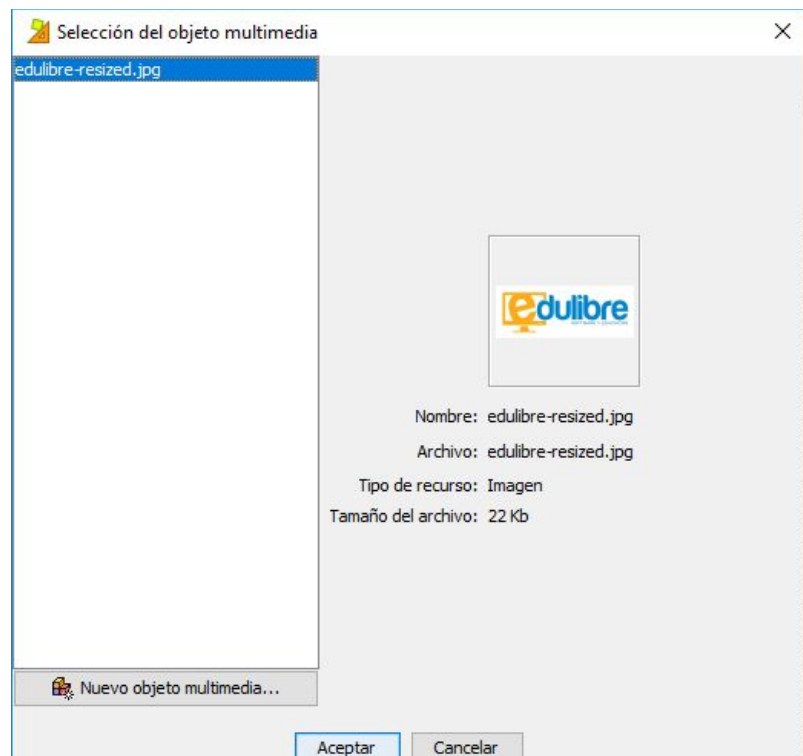 Selección del objeto multimedia
edulibre-resized.jpg
edulibre
Nombre: edulibre-resized.jpg
Archivo: edulibre-resized.jpg
Tipo de recurso: Imagen
Tamaño del archivo: 22 Kb
Nuevo objeto multimedia...
Aceptar Cancelar